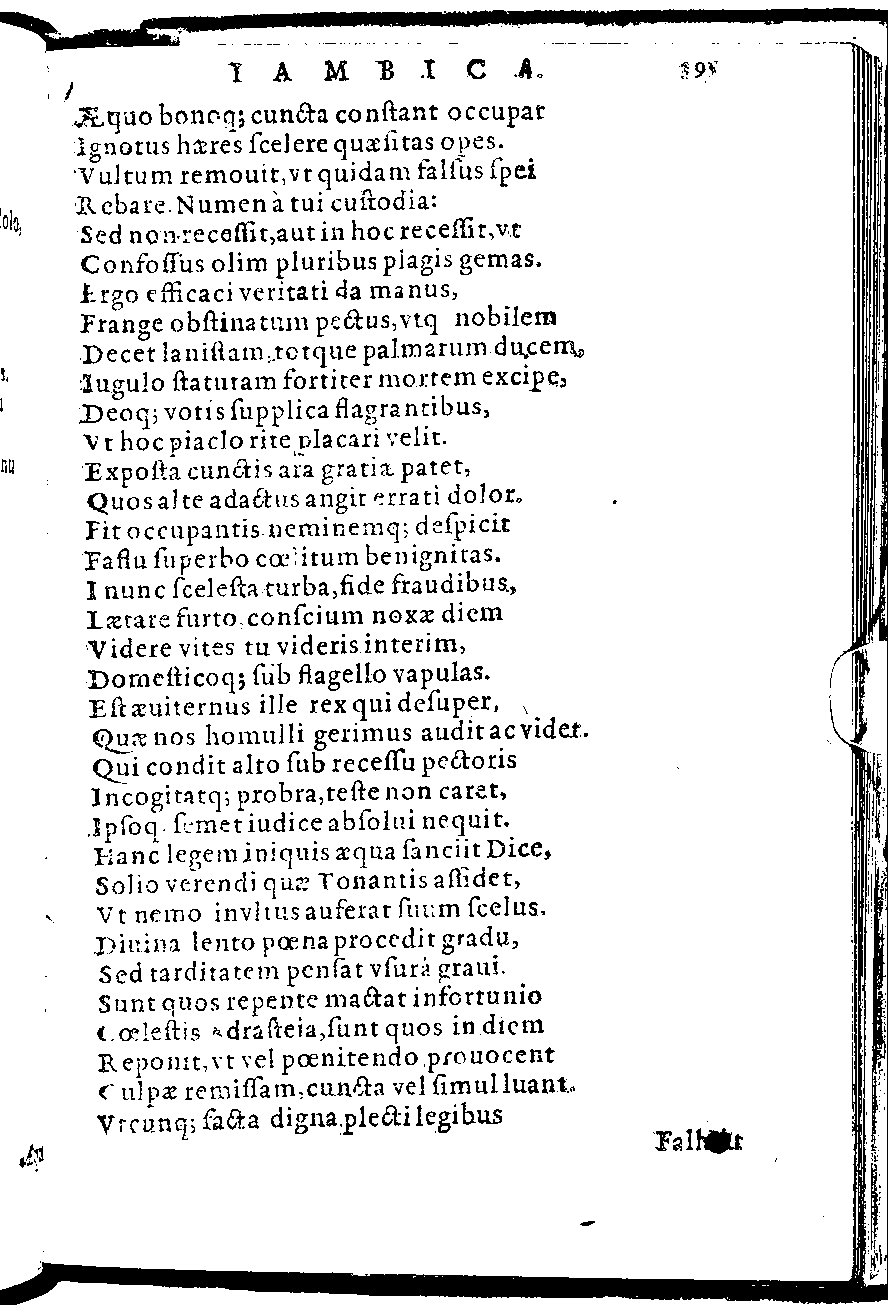 IAMBICA.
Æquo bonoq; cuncta conſtant occupat
Ignotus hæres ſcelere quæſitas opes.
Vultum remouit, vt quidam falſus ſpei
Rebare. Numen à tui cuſtodia:
Sed non receſſit, aut in hoc receſſit, vt
Confoſſus olim pluribus plagis gemas.
Ergo efficaci veritati da manus,
Frange obſtinatum pectus, vtq nobilem
Decet laniſtam, totque palmarum ducem,
Iugulo ſtaturam fortiter mortem excipe,
Deoq; votis ſupplica flagrantibus,
Vt hoc piaclo rite placari velit.
Expoſta cunctis ara gratiæ patet,
Quos alte adactus angit errati dolor.
Fit occupantis neminemq; deſpicit
Faſtu ſuperbo cœlitum benignitas.
I nunc ſceleſta turba, fide fraudibus,
Lætare furto, conſcium noxæ diem
Videre vites tu videris interim,
Domeſticoq; ſub flagello vapulas.
Eſt æuiternus ille rex qui deſuper,
Quæ nos homulli gerimus audit ac videt.
Qui condit alto ſub receſſu pectoris
Incogitatq; probra, teſte non caret,
Ipſoq ſemet iudice abſolui nequit.
Hanc legem iniquis æqua ſanciit Dice,
Solio verendi quæ Tonantis aſſidet,
Vt nemo invltus auferat ſuum ſcelus.
Diuina lento pœna procedit gradu,
Sed tarditatem penſat vſurà graui.
Sunt quos repente mactat infortunio
Cœleſtis Adraſteia, ſunt quos in diem
Reponit, vt vel pœnitendo prouocent
Culpæ remiſſam, cuncta vel ſimul luant.
Vtcunq; facta digna plecti legibus